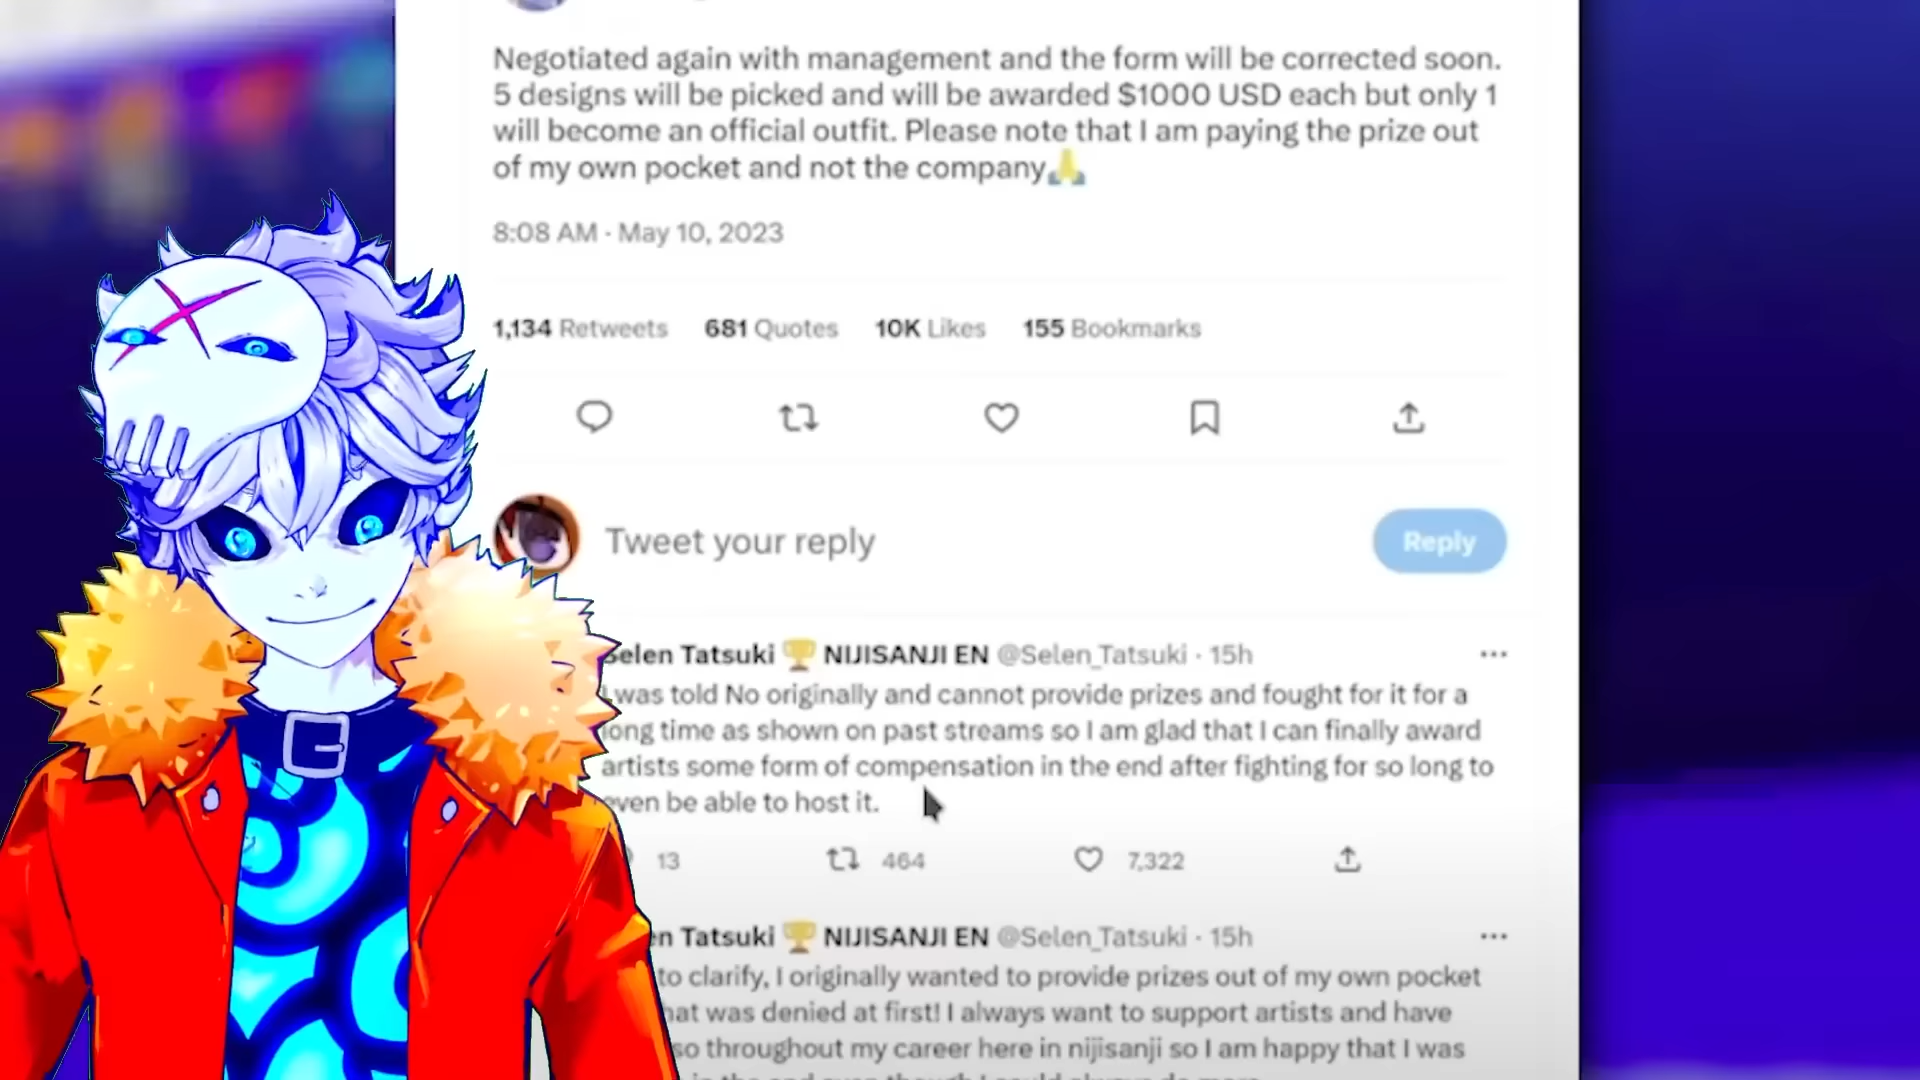 Negotiated again with management and the form will be corrected soon.
5 designs will be picked and will be awarded $1000 USD each but only 1
will become an official outfit. Please note that I am paying the prize out
of my own pocket and not the company🙏
8:08 AM · May 10, 2023
1,134 Retweets 681 Quotes 10K Likes 155 Bookmarks
Tweet your reply
Reply
Selen Tatsuki 🏆 NIJISANJI EN @Selen_Tatsuki · 15h
I was told No originally and cannot provide prizes and fought for it for a
long time as shown on past streams so I am glad that I can finally award
artists some form of compensation in the end after fighting for so long to
even be able to host it.
13 464 7,322
Tatsuki 🏆 NIJISANJI EN @Selen_Tatsuki · 15h
to clarify, I originally wanted to provide prizes out of my own pocket
was denied at first! I always want to support artists and have
so throughout my career here in nijisanji so I am happy that I was